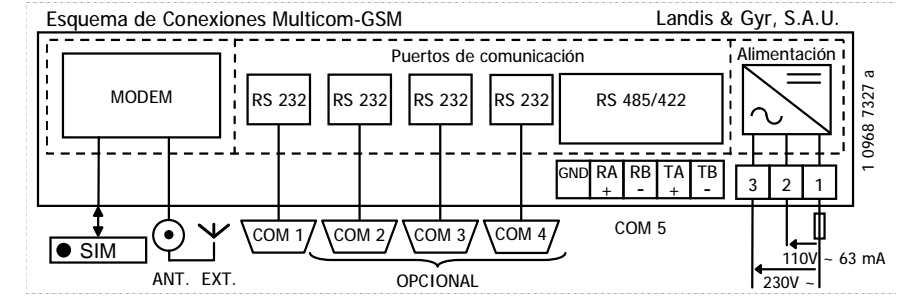 Esquema de Conexiones Multicom-GSM
Landis & Gyr, S.A.U.
Puertos de comunicación
Alimentación
MODEM
RS 232
RS 232
RS 232
RS 232
RS 485/422
1 0968 7327 a
GND RA + RB - TA + TB -
3 2 1
SIM
ANT. EXT.
COM 1
COM 2
COM 3
COM 4
COM 5
OPCIONAL
110V ~ 63 mA
230V ~